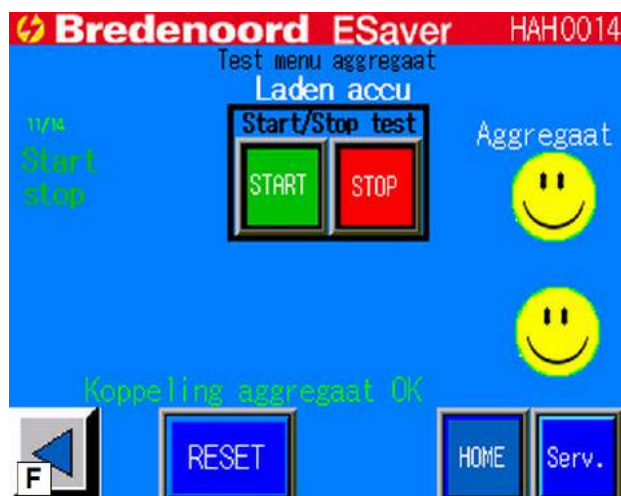 Bredenoord ESaver HAH0014
Test menu aggregaat
Laden accu
11/14
Start/Stop test
Aggregaat
Start
stop
START
STOP
Koppeling aggregaat OK
F
RESET
HOME
Serv.